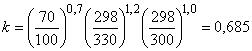 k = (70/100)^0,7 (298/330)^1,2 (298/300)^1,0 = 0,685